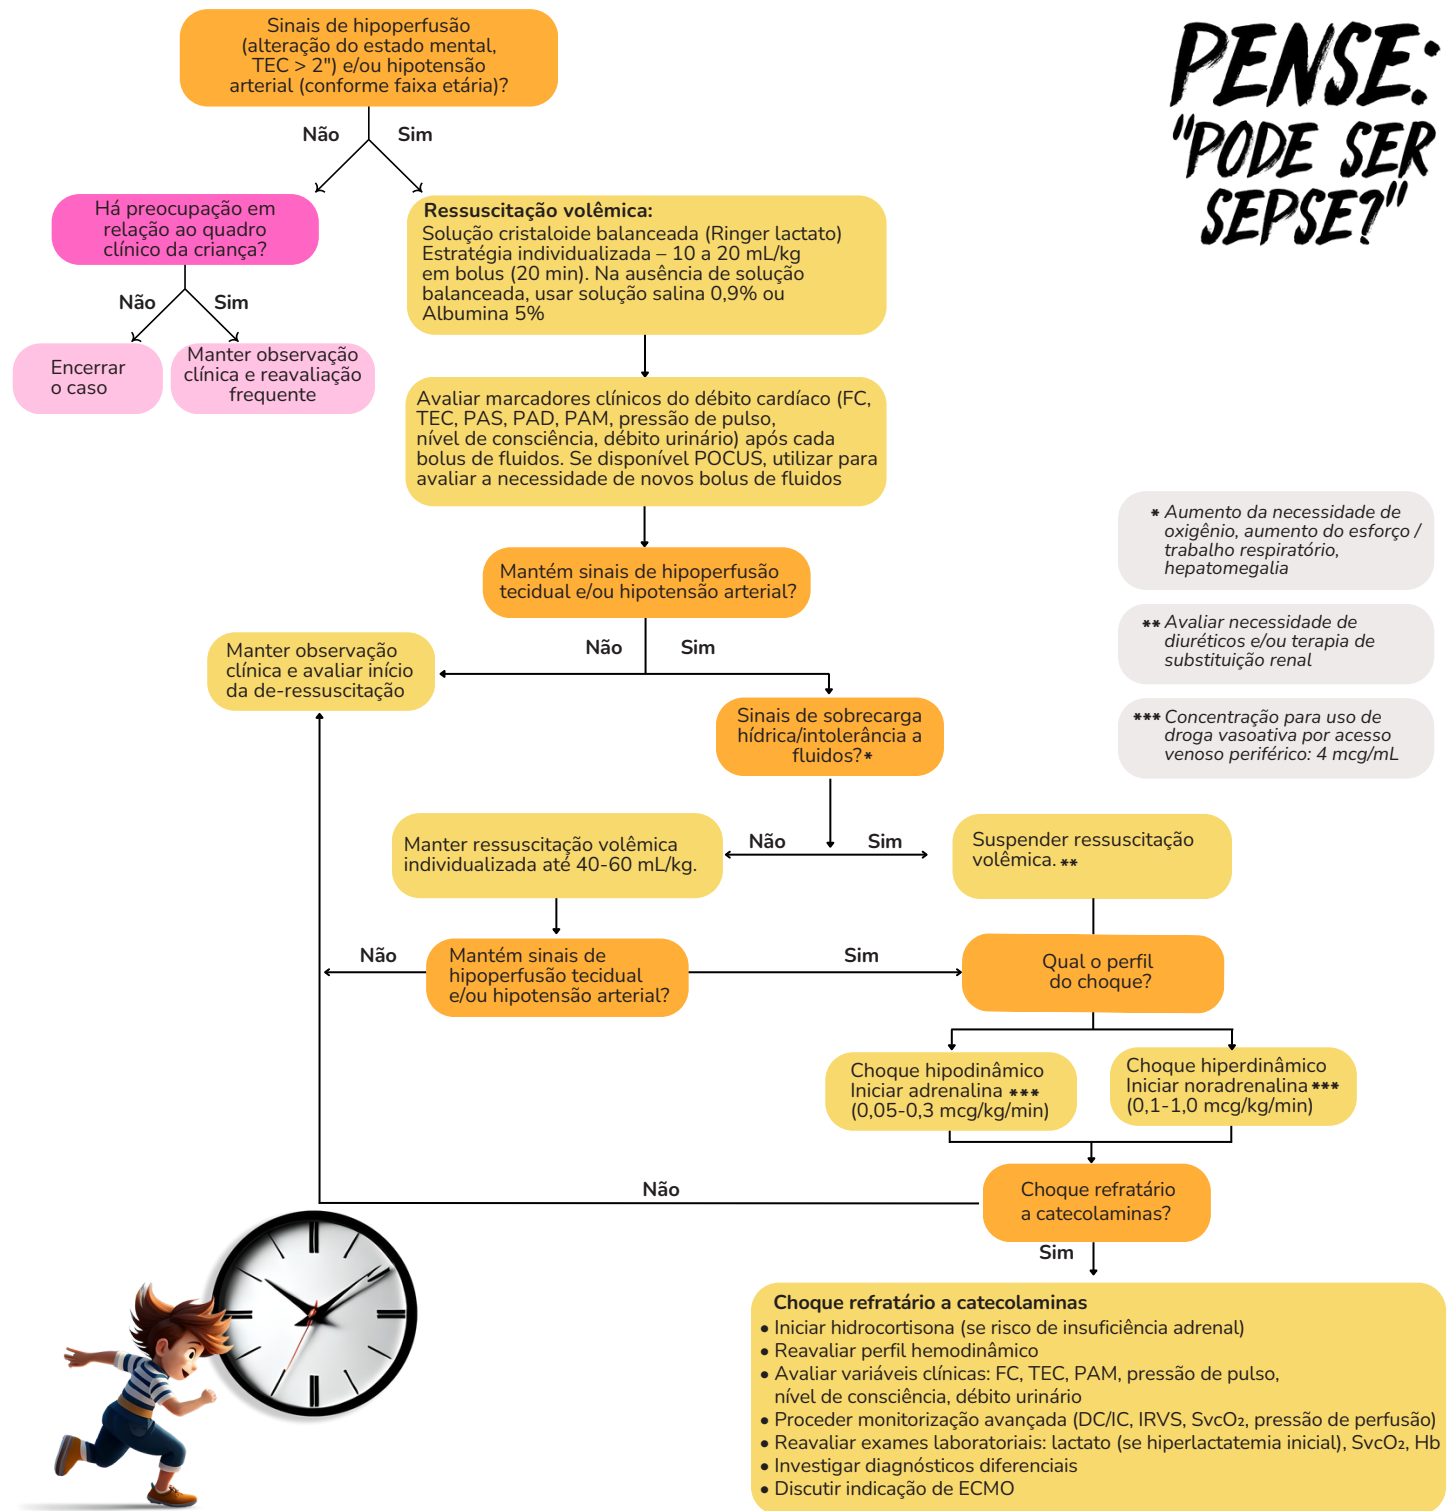 Sinais de hipoperfusão
(alteração do estado mental,
TEC > 2") e/ou hipotensão
arterial (conforme faixa etária)?
PENSE:
"PODE SER
SEPSE?"
Não
Sim
Há preocupação em
relação ao quadro
clínico da criança?
Não
Sim
Encerrar
o caso
Manter observação
clínica e reavaliação
frequente
Ressuscitação volêmica:
Solução cristaloide balanceada (Ringer lactato)
Estratégia individualizada – 10 a 20 mL/kg
em bolus (20 min). Na ausência de solução
balanceada, usar solução salina 0,9% ou
Albumina 5%
Avaliar marcadores clínicos do débito cardíaco (FC,
TEC, PAS, PAD, PAM, pressão de pulso,
nível de consciência, débito urinário) após cada
bolus de fluidos. Se disponível POCUS, utilizar para
avaliar a necessidade de novos bolus de fluidos
* Aumento da necessidade de
oxigênio, aumento do esforço /
trabalho respiratório,
hepatomegalia
** Avaliar necessidade de
diuréticos e/ou terapia de
substituição renal
*** Concentração para uso de
droga vasoativa por acesso
venoso periférico: 4 mcg/mL
Mantém sinais de hipoperfusão
tecidual e/ou hipotensão arterial?
Não
Sim
Manter observação
clínica e avaliar início
da de-ressuscitação
Sinais de sobrecarga
hídrica/intolerância a
fluidos?*
Não
Sim
Manter ressuscitação volêmica
individualizada até 40-60 mL/kg.
Suspender ressuscitação
volêmica. **
Não
Mantém sinais de
hipoperfusão tecidual
e/ou hipotensão arterial?
Sim
Qual o perfil
do choque?
Choque hipodinâmico
Iniciar adrenalina ***
(0,05-0,3 mcg/kg/min)
Choque hiperdinâmico
Iniciar noradrenalina ***
(0,1-1,0 mcg/kg/min)
Não
Choque refratário
a catecolaminas?
Sim
Choque refratário a catecolaminas
• Iniciar hidrocortisona (se risco de insuficiência adrenal)
• Reavaliar perfil hemodinâmico
• Avaliar variáveis clínicas: FC, TEC, PAM, pressão de pulso,
nível de consciência, débito urinário
• Proceder monitorização avançada (DC/IC, IRVS, SvcO₂, pressão de perfusão)
• Reavaliar exames laboratoriais: lactato (se hiperlactatemia inicial), SvcO₂, Hb
• Investigar diagnósticos diferenciais
• Discutir indicação de ECMO